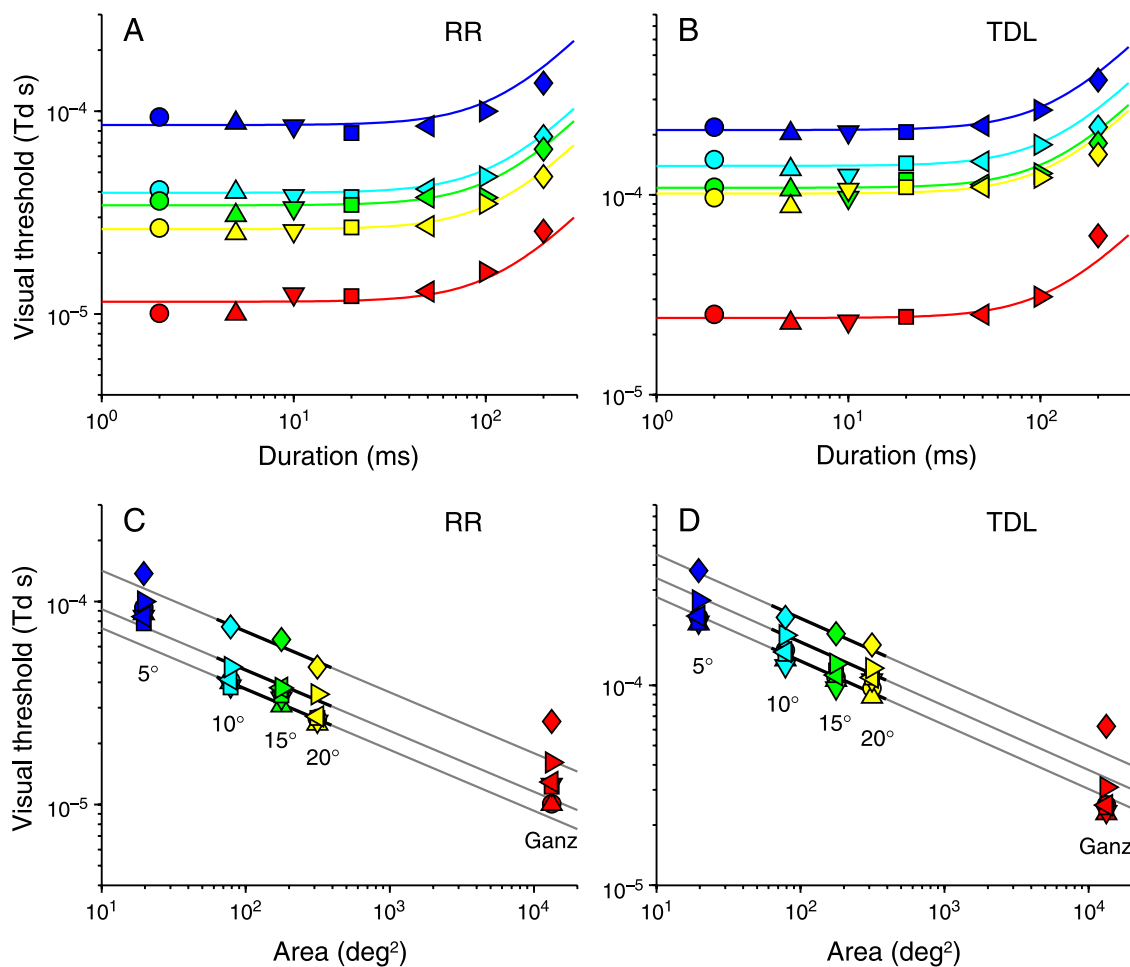 A
RR
B
TDL
Visual threshold (Td s)
10⁻⁴
10⁻⁵
10⁰
10¹
10²
Duration (ms)
10⁻⁴
10⁻⁵
10⁰
10¹
10²
Duration (ms)
C
RR
D
TDL
Visual threshold (Td s)
10⁻⁴
10⁻⁵
5°
10°
15°
20°
Ganz
10¹
10²
10³
10⁴
Area (deg²)
10⁻⁴
10⁻⁵
5°
10°
15°
20°
Ganz
10¹
10²
10³
10⁴
Area (deg²)